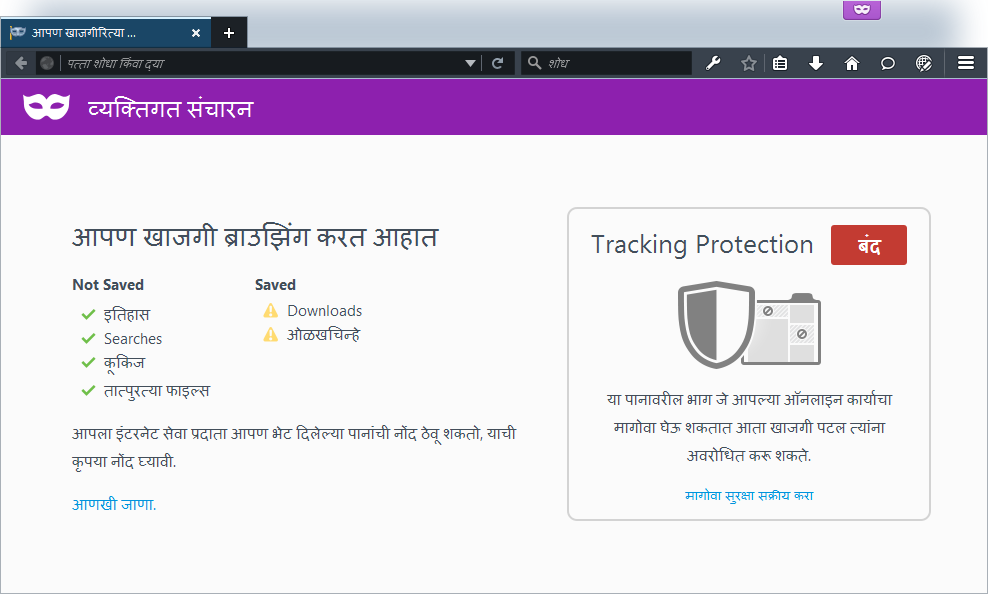 आपण खाजगीरित्या ...
पत्ता शोधा किंवा द्या
शोध
व्यक्तिगत संचारन
आपण खाजगी ब्राउझिंग करत आहात
Not Saved
इतिहास
Searches
कूकिज
तात्पुरत्या फाइल्स
Saved
Downloads
ओळखचिन्हे
आपला इंटरनेट सेवा प्रदाता आपण भेट दिलेल्या पानांची नोंद ठेवू शकतो, याची
कृपया नोंद घ्यावी.
आणखी जाणा.
Tracking Protection
बंद
या पानावरील भाग जे आपल्या ऑनलाइन कार्याचा
मागोवा घेऊ शकतात आता खाजगी पटल त्यांना
अवरोधित करू शकते.
मागोवा सुरक्षा सक्रीय करा